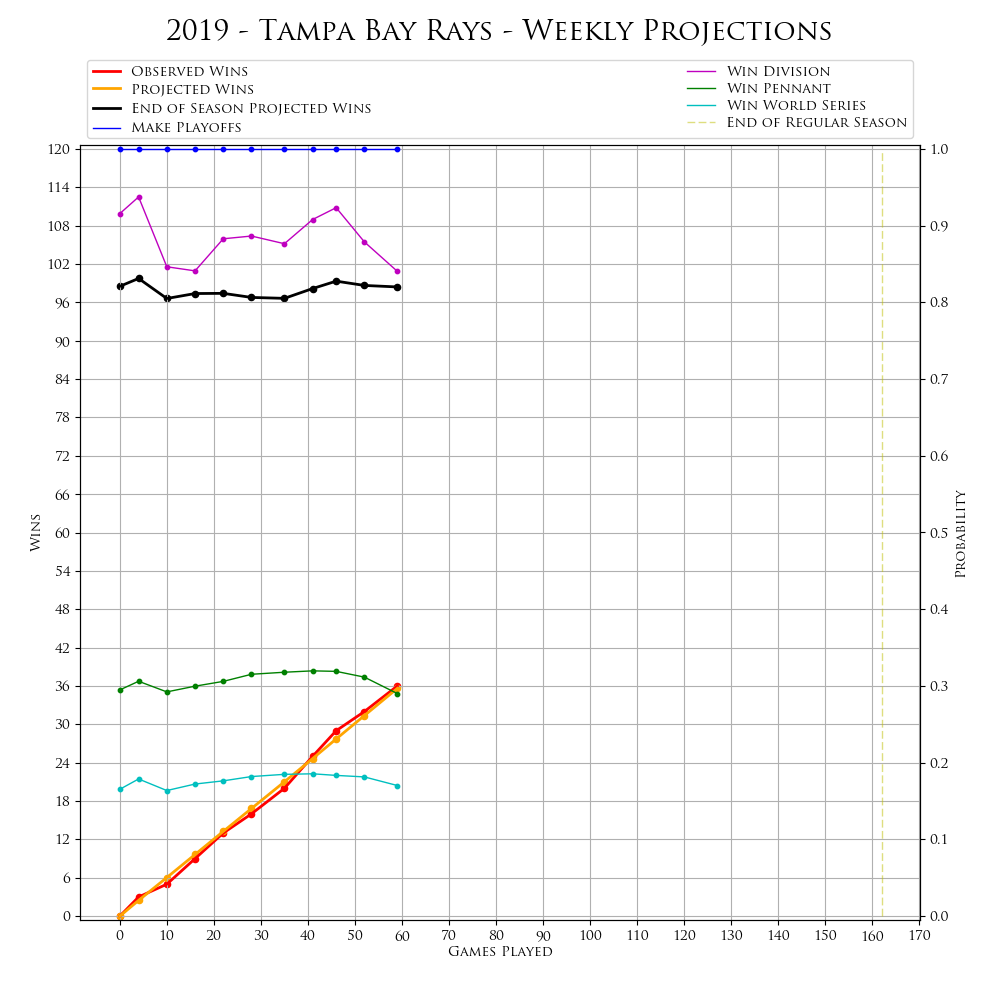 2019 - Tampa Bay Rays - Weekly Projections
Observed Wins
Projected Wins
End of Season Projected Wins
Make Playoffs
Win Division
Win Pennant
Win World Series
End of Regular Season
120
114
108
102
96
90
84
78
72
66
60
54
48
42
36
30
24
18
12
6
0
Wins
1.0
0.9
0.8
0.7
0.6
0.5
0.4
0.3
0.2
0.1
0.0
Probability
0 10 20 30 40 50 60 70 80 90 100 110 120 130 140 150 160 170
Games Played